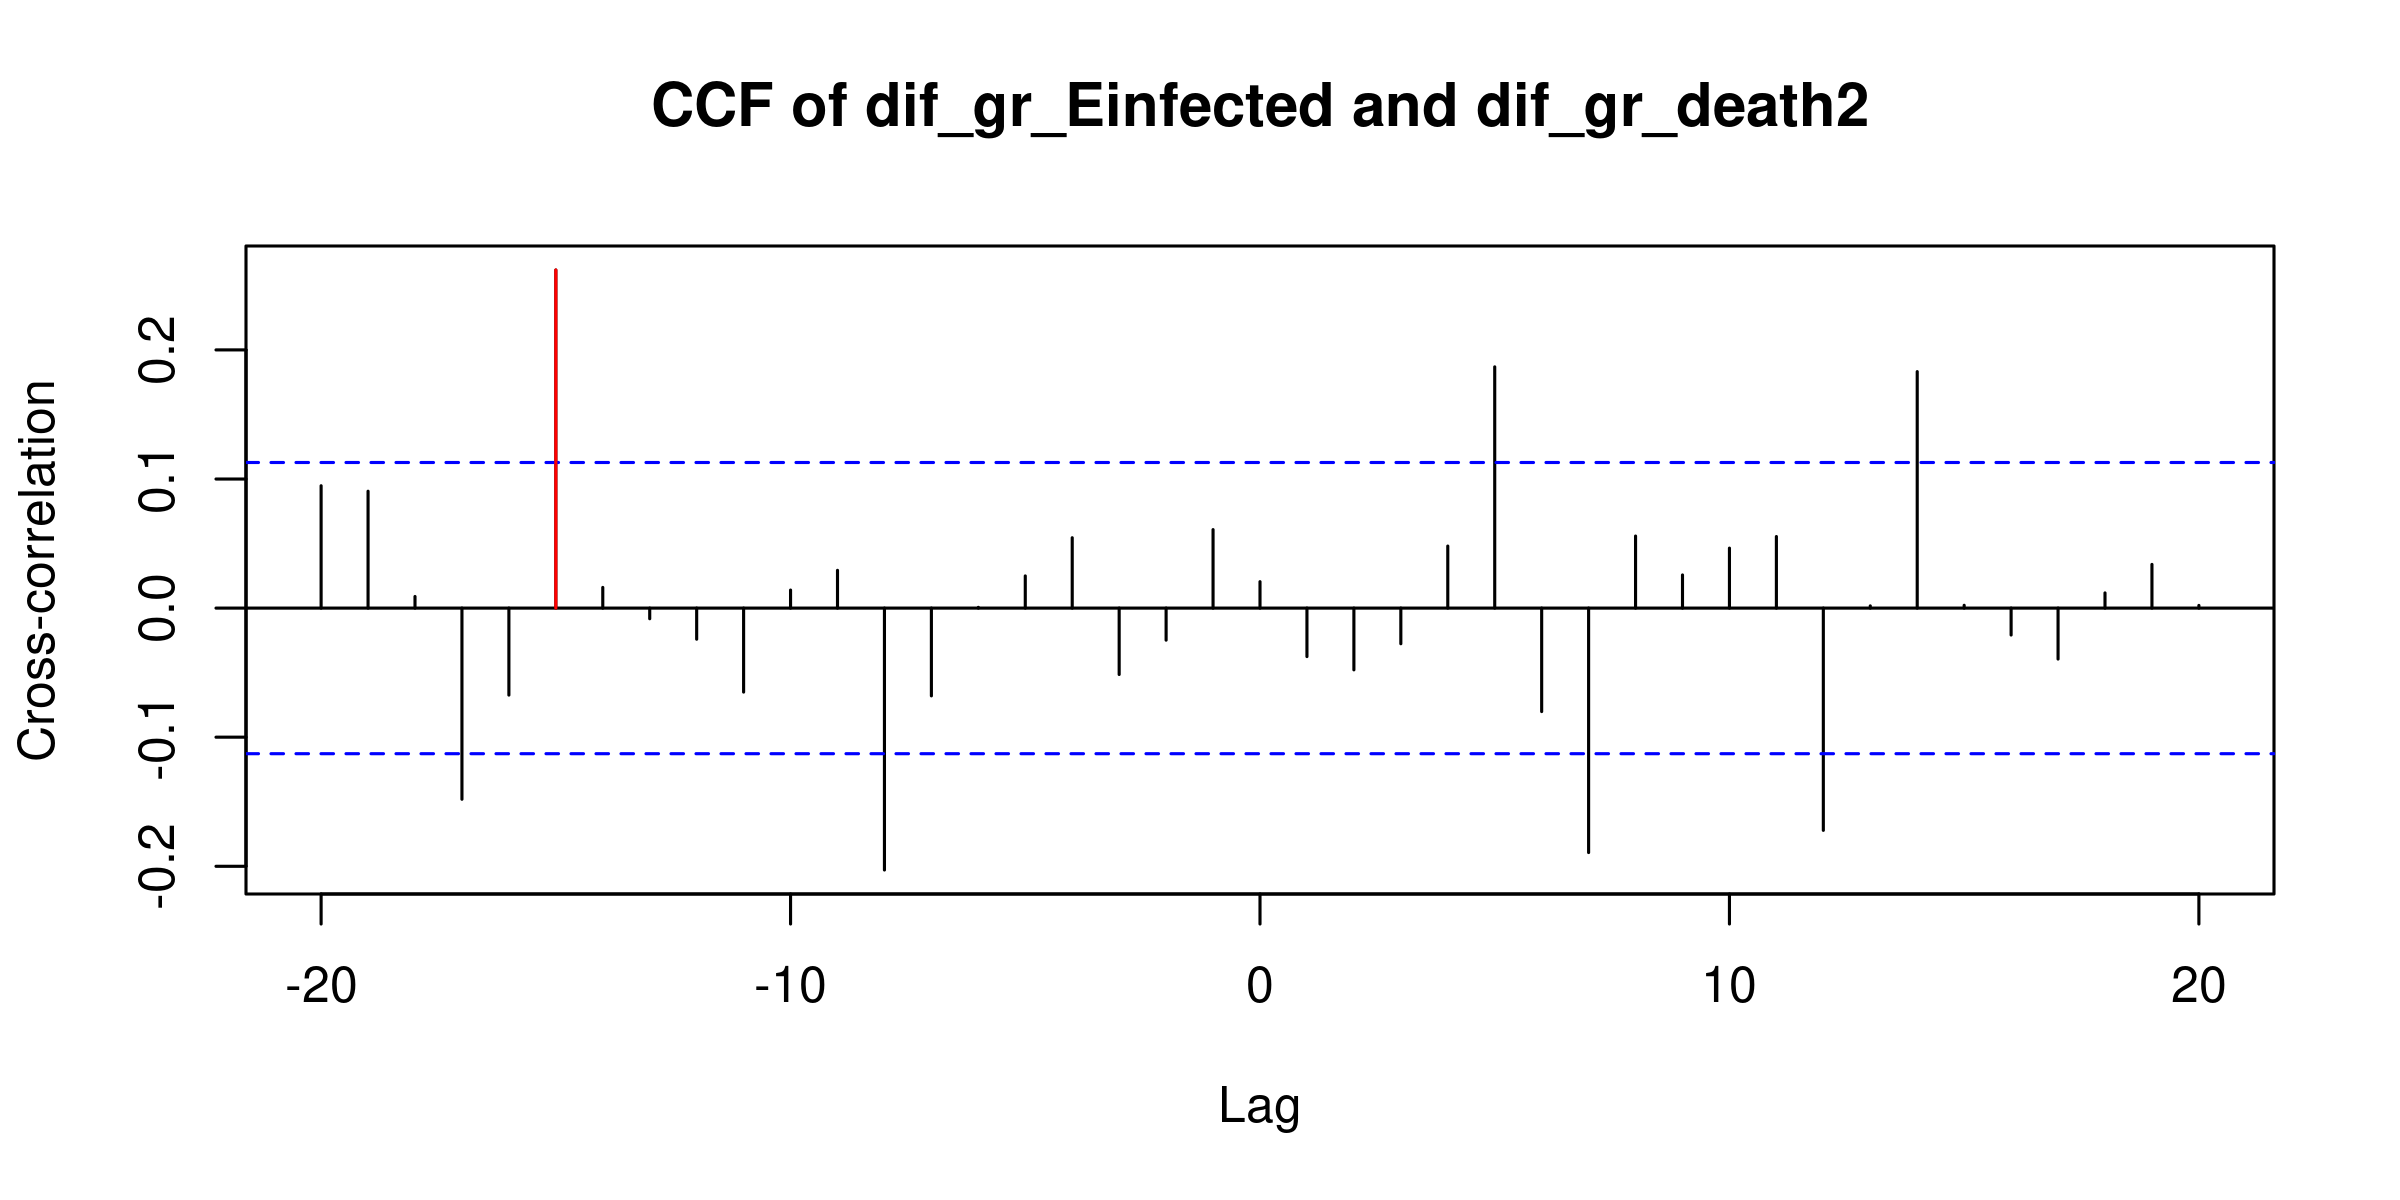 CCF of dif_gr_Einfected and dif_gr_death2
Cross-correlation
0.2
0.1
0.0
-0.1
-0.2
-20 -10 0 10 20
Lag